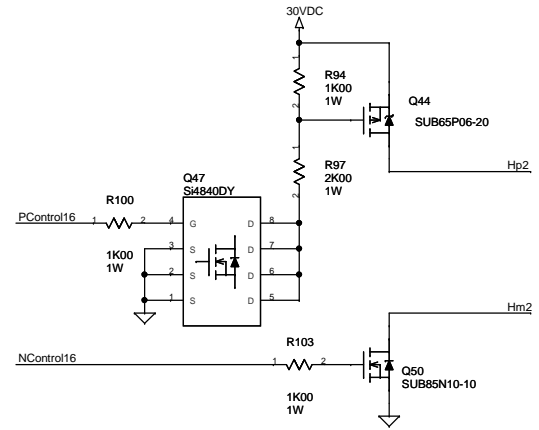 30VDC
1
R94
1K00
1W
2
Q44
SUB65P06-20
Hp2
1
R97
2K00
1W
2
Q47
Si4840DY
R100
PControl16
1
2
4
G
D
8
1K00
1W
3
S
D
7
2
S
D
6
1
S
D
5
Hm2
R103
NControl16
1
2
Q50
SUB85N10-10
1K00
1W